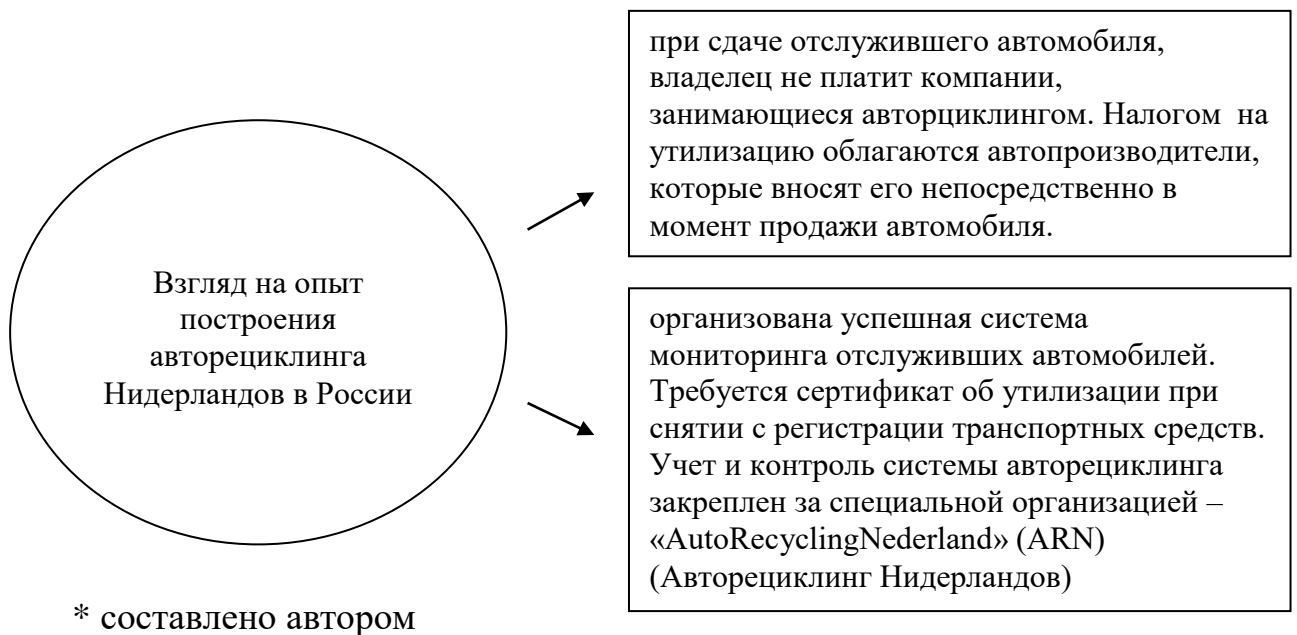 при сдаче отслужившего автомобиля,
владелец не платит компании,
занимающиеся авторциклингом. Налогом на
утилизацию облагаются автопроизводители,
которые вносят его непосредственно в
момент продажи автомобиля.
Взгляд на опыт
построения
авторециклинга
Нидерландов в России
организована успешная система
мониторинга отслуживших автомобилей.
Требуется сертификат об утилизации при
снятии с регистрации транспортных средств.
Учет и контроль системы авторециклинга
закреплен за специальной организацией –
«AutoRecyclingNederland» (ARN)
(Авторециклинг Нидерландов)
* составлено автором